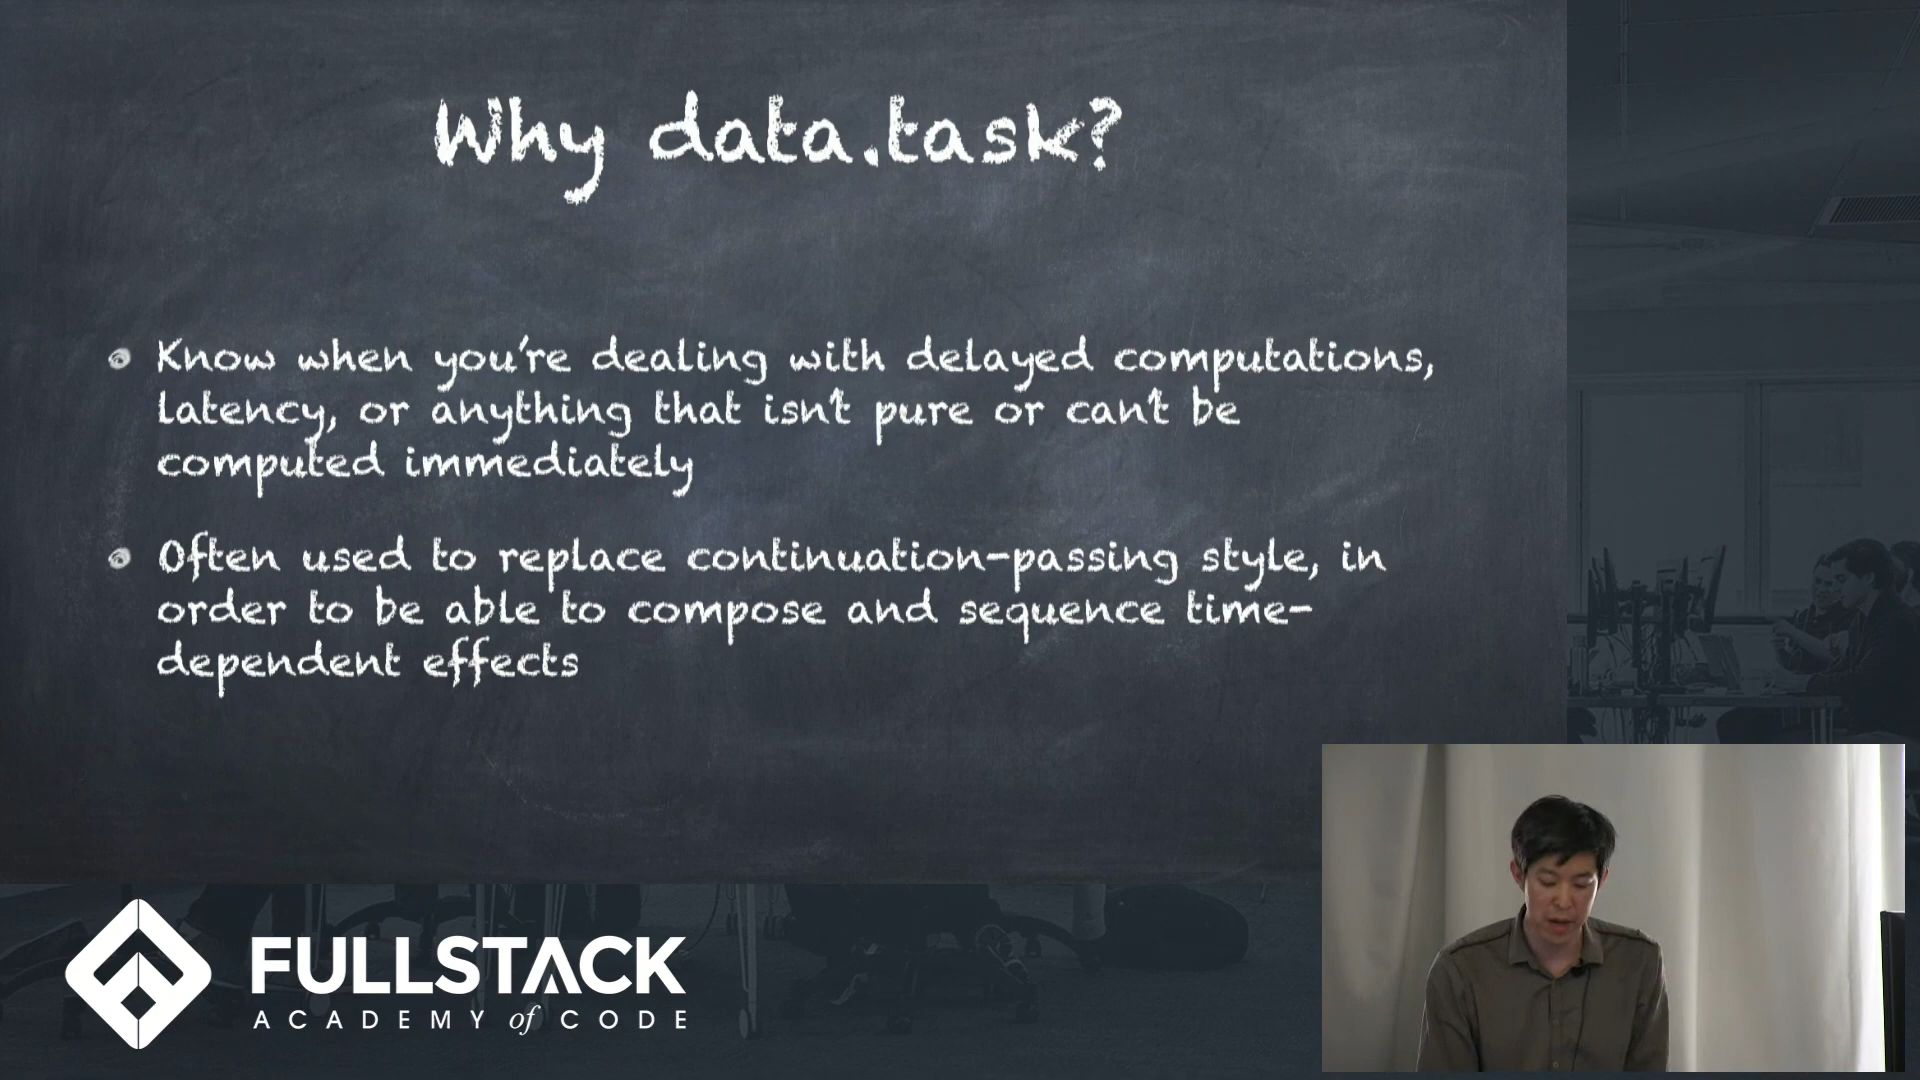 Why data.task?
Know when you're dealing with delayed computations,
latency, or anything that isn't pure or can't be
computed immediately
Often used to replace continuation-passing style, in
order to be able to compose and sequence time-
dependent effects
FULLSTACK
ACADEMY of CODE